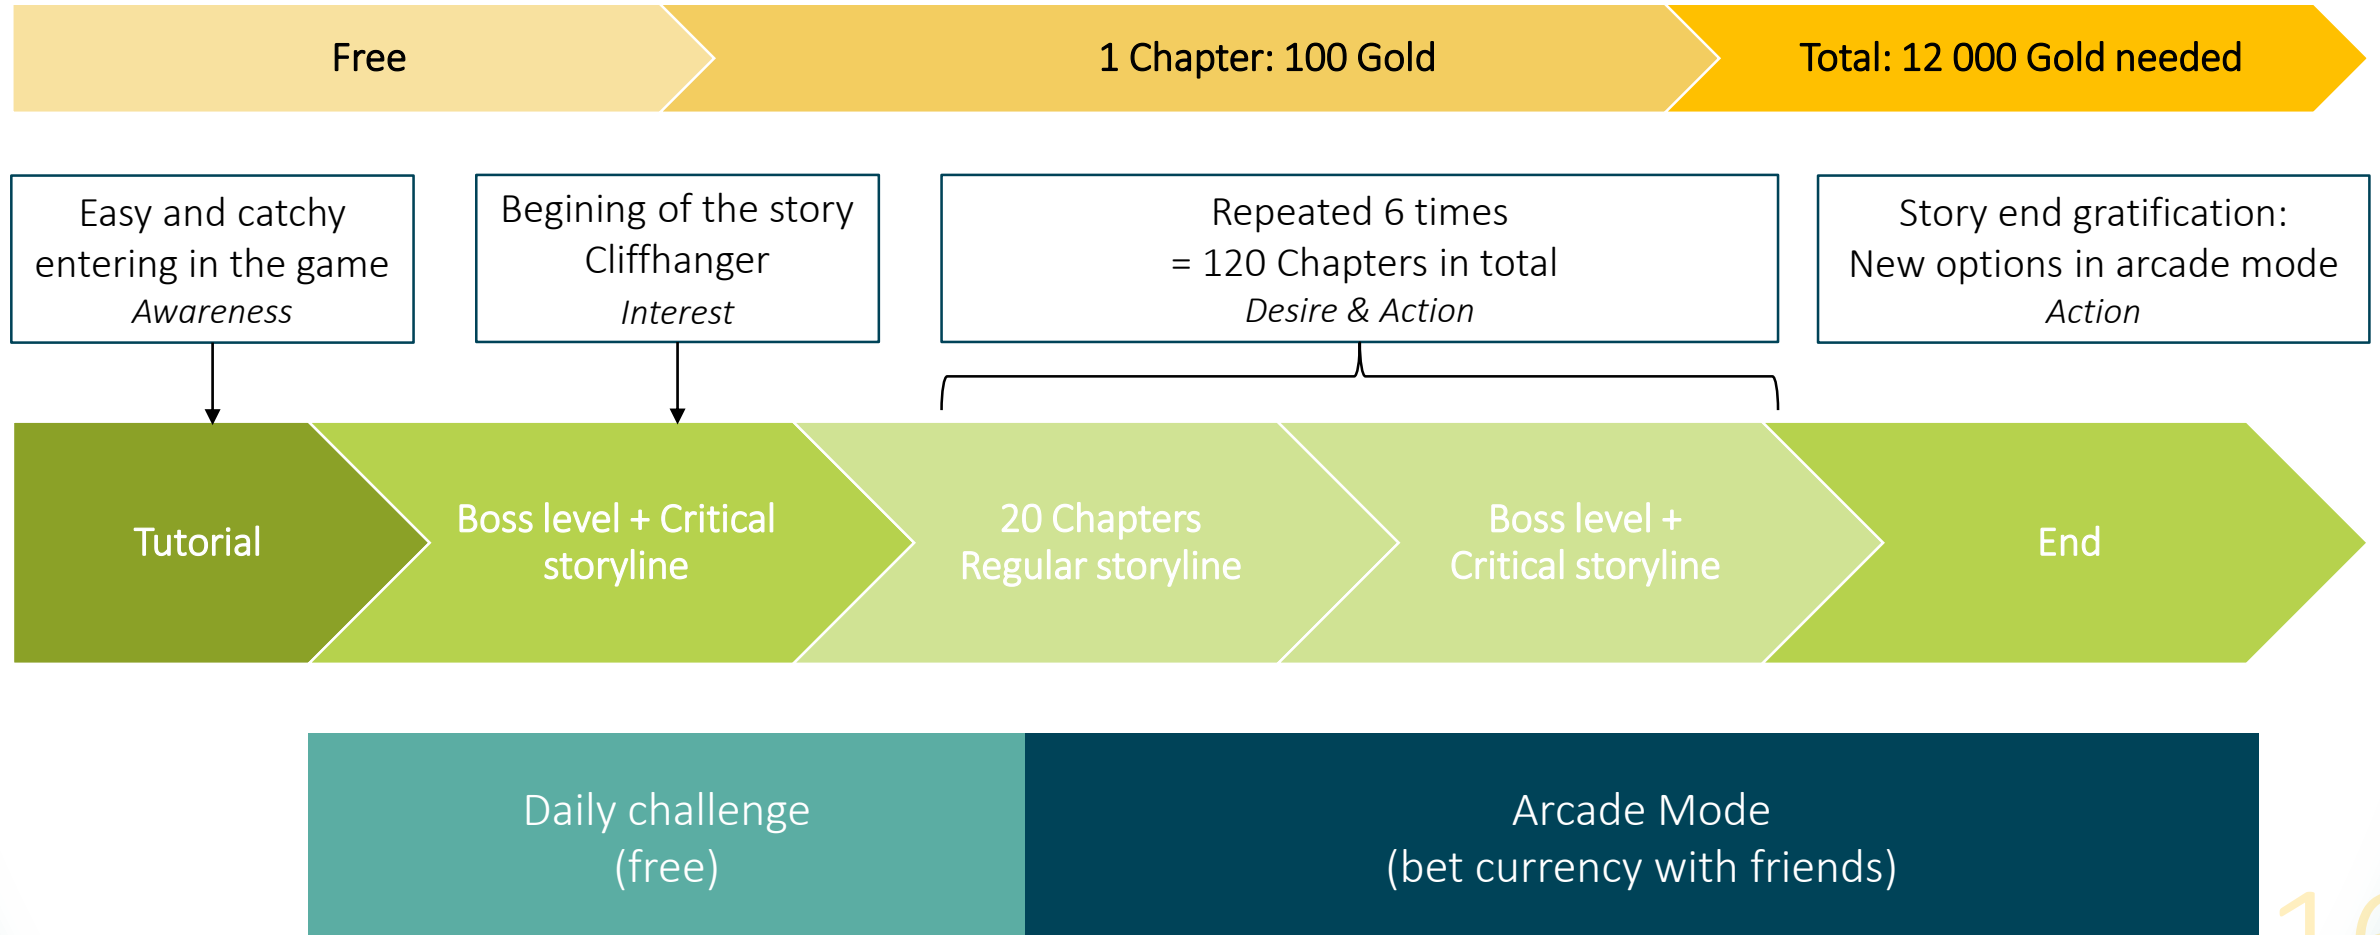 Free
1 Chapter: 100 Gold
Total: 12 000 Gold needed
Easy and catchy
entering in the game
Awareness
Begining of the story
Cliffhanger
Interest
Repeated 6 times
= 120 Chapters in total
Desire & Action
Story end gratification:
New options in arcade mode
Action
Tutorial
Boss level + Critical
storyline
20 Chapters
Regular storyline
Boss level +
Critical storyline
End
Daily challenge
(free)
Arcade Mode
(bet currency with friends)